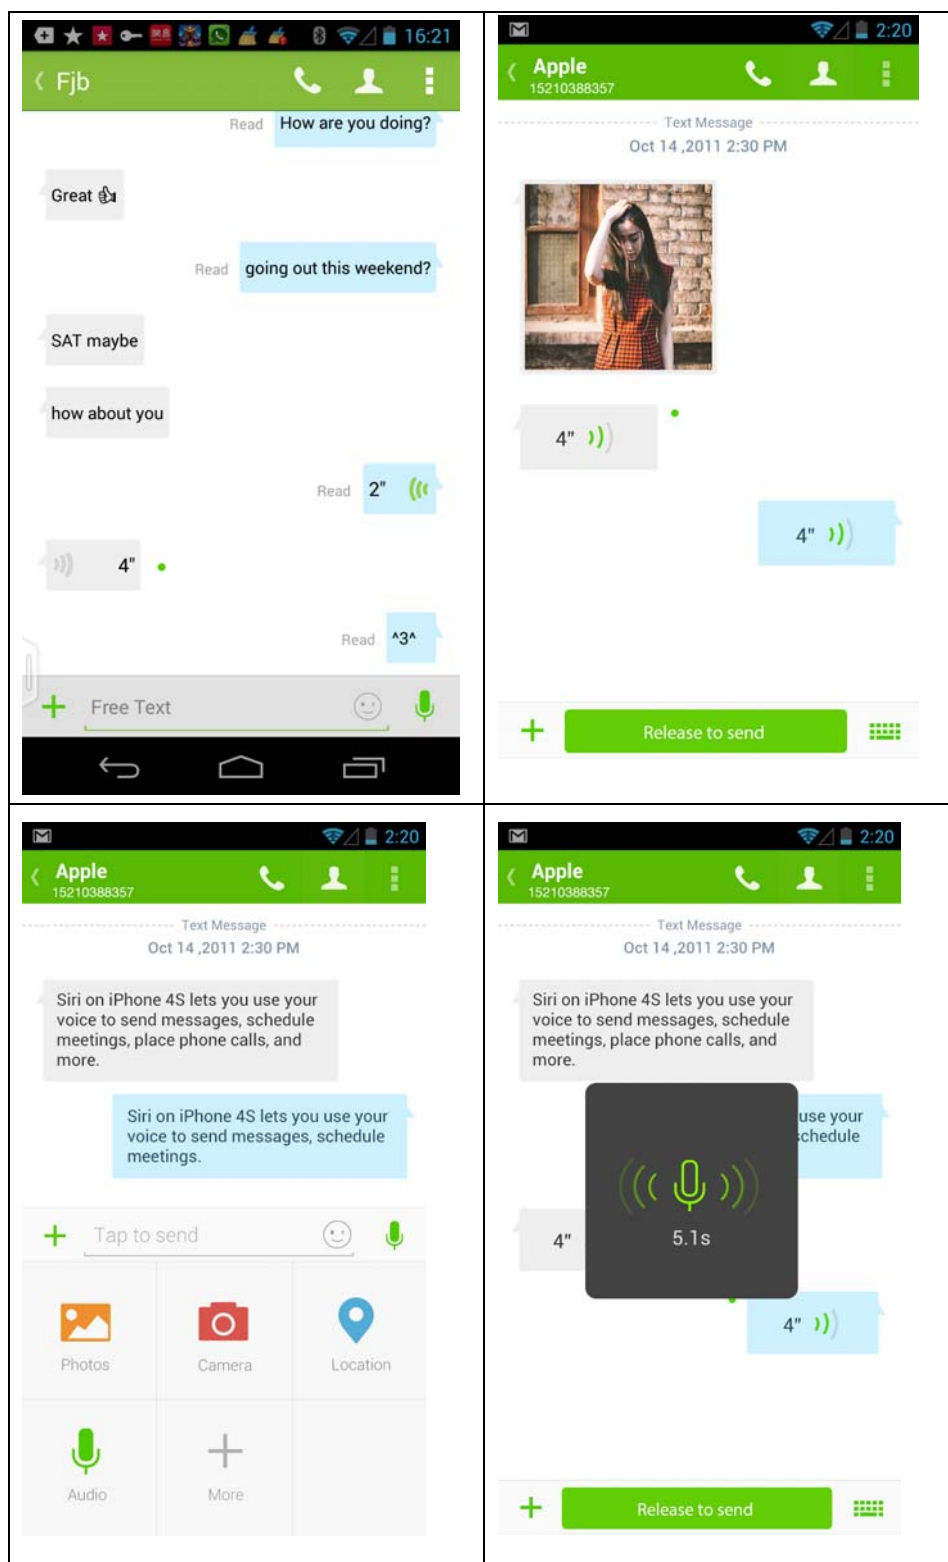 16:21
Fjb
Read How are you doing?
Great
Read going out this weekend?
SAT maybe
how about you
Read 2"
4"
Read ^3^
Free Text
2:20
Apple
15210388357
Text Message
Oct 14 ,2011 2:30 PM
4"
4"
Release to send
2:20
Apple
15210388357
Text Message
Oct 14 ,2011 2:30 PM
Siri on iPhone 4S lets you use your
voice to send messages, schedule
meetings, place phone calls, and
more.
Siri on iPhone 4S lets you use your
voice to send messages, schedule
meetings.
Tap to send
Photos
Camera
Location
Audio
More
2:20
Apple
15210388357
Text Message
Oct 14 ,2011 2:30 PM
Siri on iPhone 4S lets you use your
voice to send messages, schedule
meetings, place phone calls, and
more.
use your
schedule
5.1s
4"
4"
Release to send